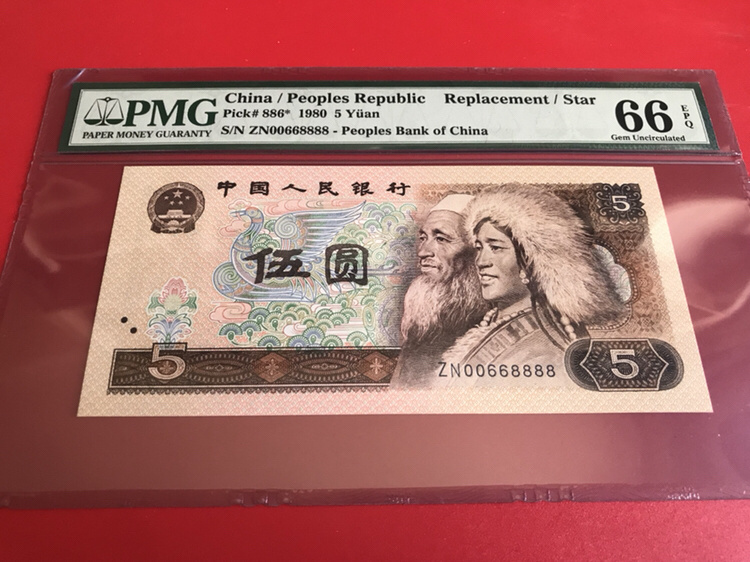 PMG
PAPER MONEY GUARANTY
China / Peoples Republic Replacement / Star
Pick# 886* 1980 5 Yüan
S/N ZN00668888 - Peoples Bank of China
66 EPQ
Gem Uncirculated
中国人民银行
5
伍圆
5
ZN00668888
5